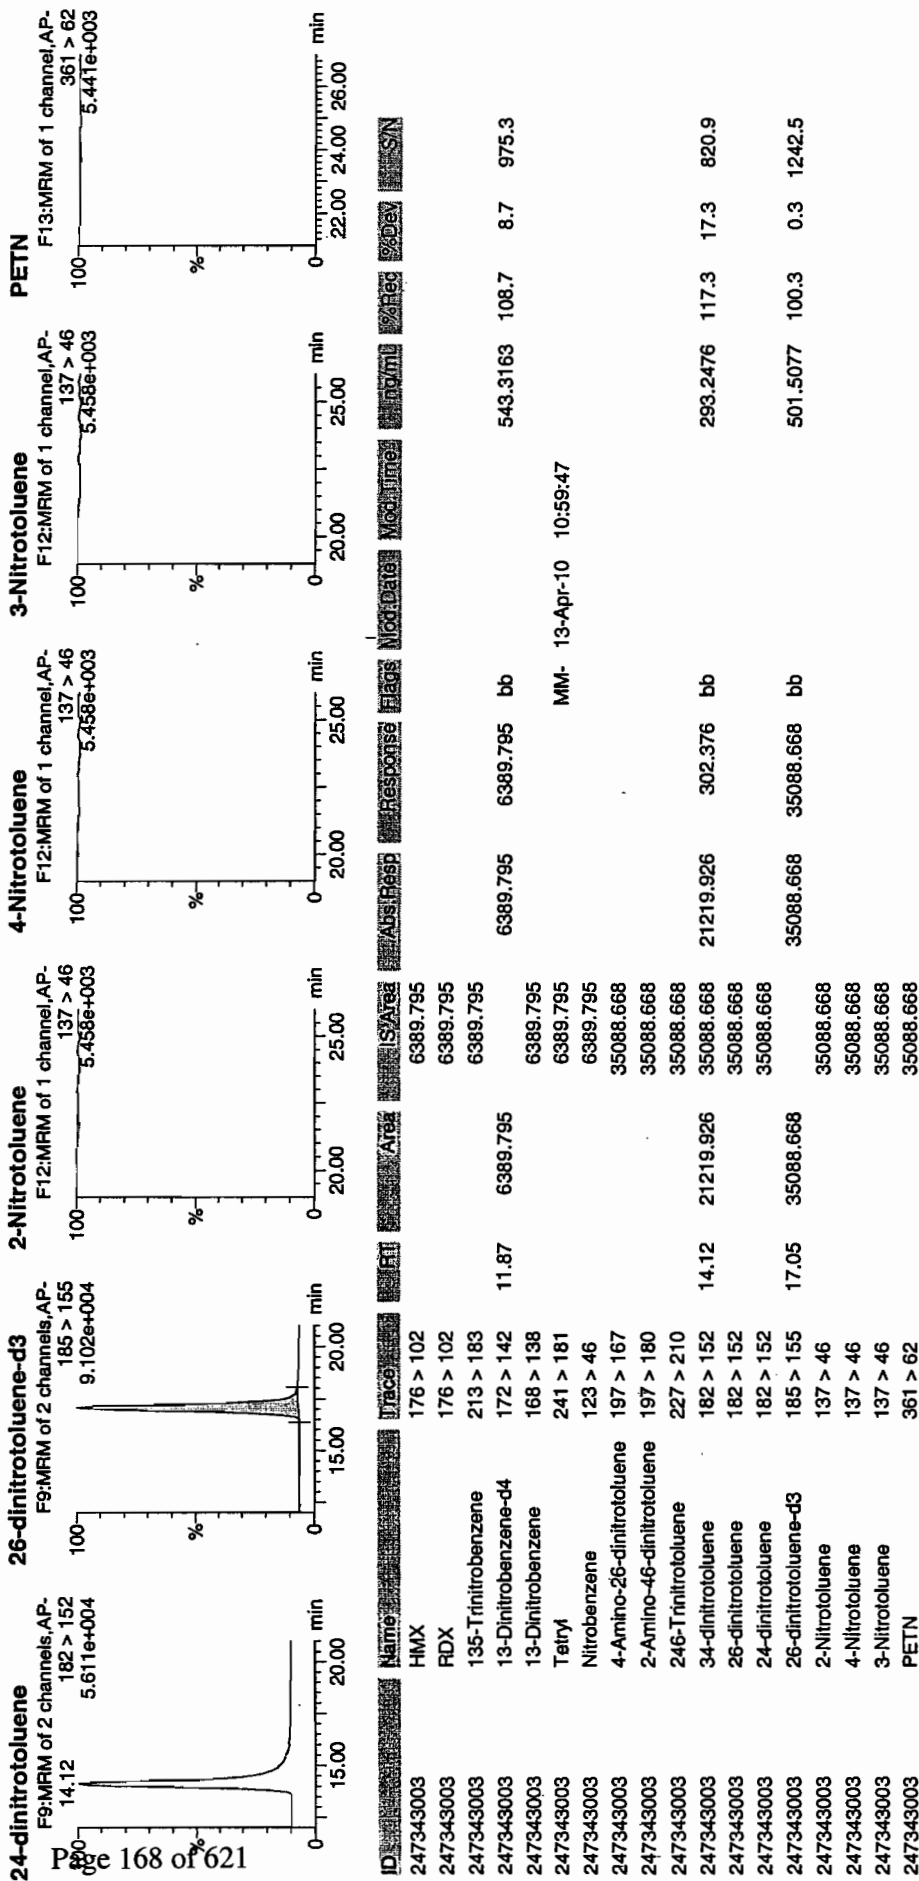 24-dinitrotoluene
F9:MRM of 2 channels,AP-
182 > 152
5.611e+004
14.12
%
0
15.00 20.00 min
26-dinitrotoluene-d3
F9:MRM of 2 channels,AP-
185 > 155
9.102e+004
100
%
0
15.00 20.00 min
2-Nitrotoluene
F12:MRM of 1 channel,AP-
137 > 46
5.458e+003
100
%
0
20.00 25.00 min
4-Nitrotoluene
F12:MRM of 1 channel,AP-
137 > 46
5.458e+003
100
%
0
20.00 25.00 min
3-Nitrotoluene
F12:MRM of 1 channel,AP-
137 > 46
5.458e+003
100
%
0
20.00 25.00 min
PETN
F13:MRM of 1 channel,AP-
361 > 62
5.441e+003
100
%
0
22.00 24.00 26.00 min
ID Name Trace RT Area IS Area Abs.Resp Response Flags Mod.Date Mod.Time ng/mL %Rec %Dev S/N
247343003 HMX 176 > 102 6389.795
247343003 RDX 176 > 102 6389.795
247343003 135-Trinitrobenzene 213 > 183 6389.795
247343003 13-Dinitrobenzene-d4 172 > 142 11.87 6389.795 6389.795 6389.795 bb 543.3163 108.7 8.7 975.3
247343003 13-Dinitrobenzene 168 > 138 6389.795
247343003 Tetryl 241 > 181 6389.795 MM- 13-Apr-10 10:59:47
247343003 Nitrobenzene 123 > 46 6389.795
247343003 4-Amino-26-dinitrotoluene 197 > 167 35088.668
247343003 2-Amino-46-dinitrotoluene 197 > 180 35088.668
247343003 246-Trinitrotoluene 227 > 210 35088.668
247343003 34-dinitrotoluene 182 > 152 14.12 21219.926 35088.668 21219.926 302.376 bb 293.2476 117.3 17.3 820.9
247343003 26-dinitrotoluene 182 > 152 35088.668
247343003 24-dinitrotoluene 182 > 152 35088.668
247343003 26-dinitrotoluene-d3 185 > 155 17.05 35088.668 35088.668 35088.668 bb 501.5077 100.3 0.3 1242.5
247343003 2-Nitrotoluene 137 > 46 35088.668
247343003 4-Nitrotoluene 137 > 46 35088.668
247343003 3-Nitrotoluene 137 > 46 35088.668
247343003 PETN 361 > 62 35088.668
Page 168 of 621